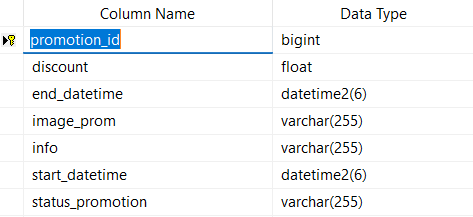 Column Name Data Type
promotion_id bigint
discount float
end_datetime datetime2(6)
image_prom varchar(255)
info varchar(255)
start_datetime datetime2(6)
status_promotion varchar(255)